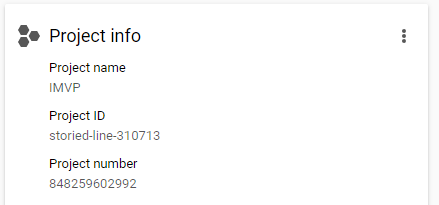 Project info
Project name
IMVP
Project ID
storied-line-310713
Project number
848259602992